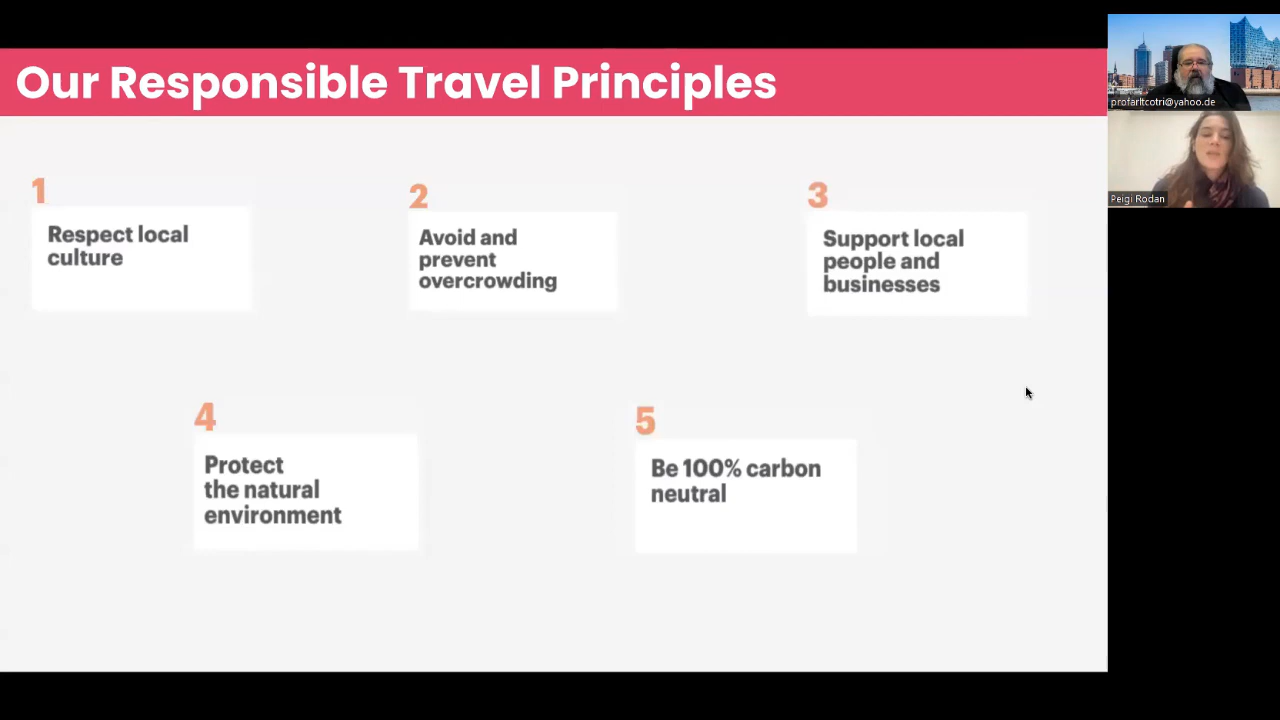 Our Responsible Travel Principles
1
Respect local
culture
2
Avoid and
prevent
overcrowding
3
Support local
people and
businesses
4
Protect
the natural
environment
5
Be 100% carbon
neutral
profarltcotri@yahoo.de
Peigi Rodan